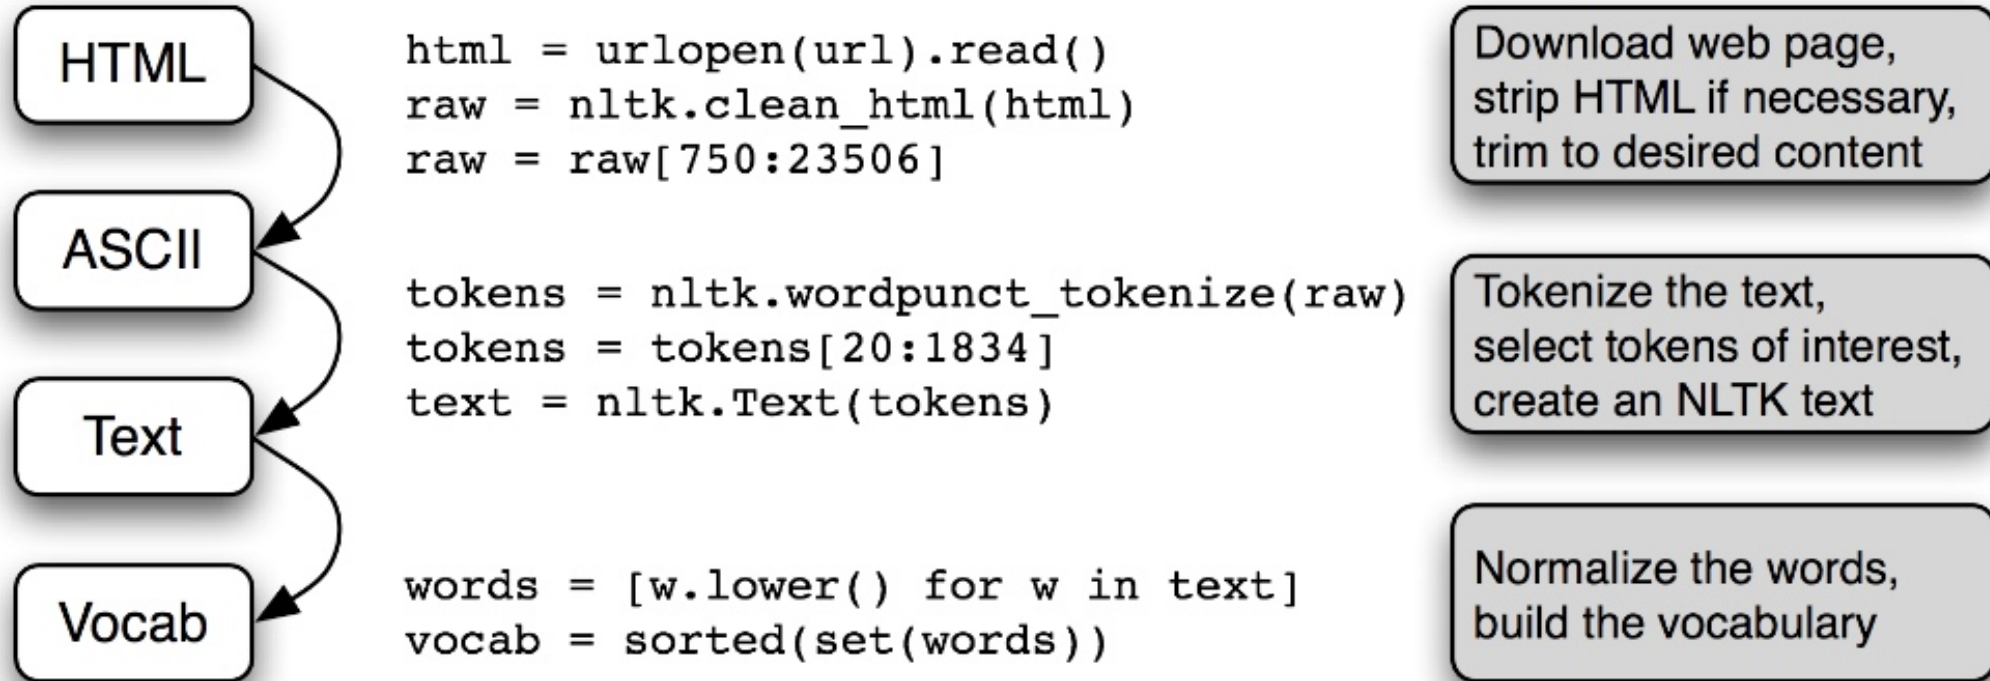 HTML
html = urlopen(url).read()
raw = nltk.clean_html(html)
raw = raw[750:23506]
Download web page,
strip HTML if necessary,
trim to desired content
ASCII
tokens = nltk.wordpunct_tokenize(raw)
tokens = tokens[20:1834]
text = nltk.Text(tokens)
Tokenize the text,
select tokens of interest,
create an NLTK text
Text
Vocab
words = [w.lower() for w in text]
vocab = sorted(set(words))
Normalize the words,
build the vocabulary